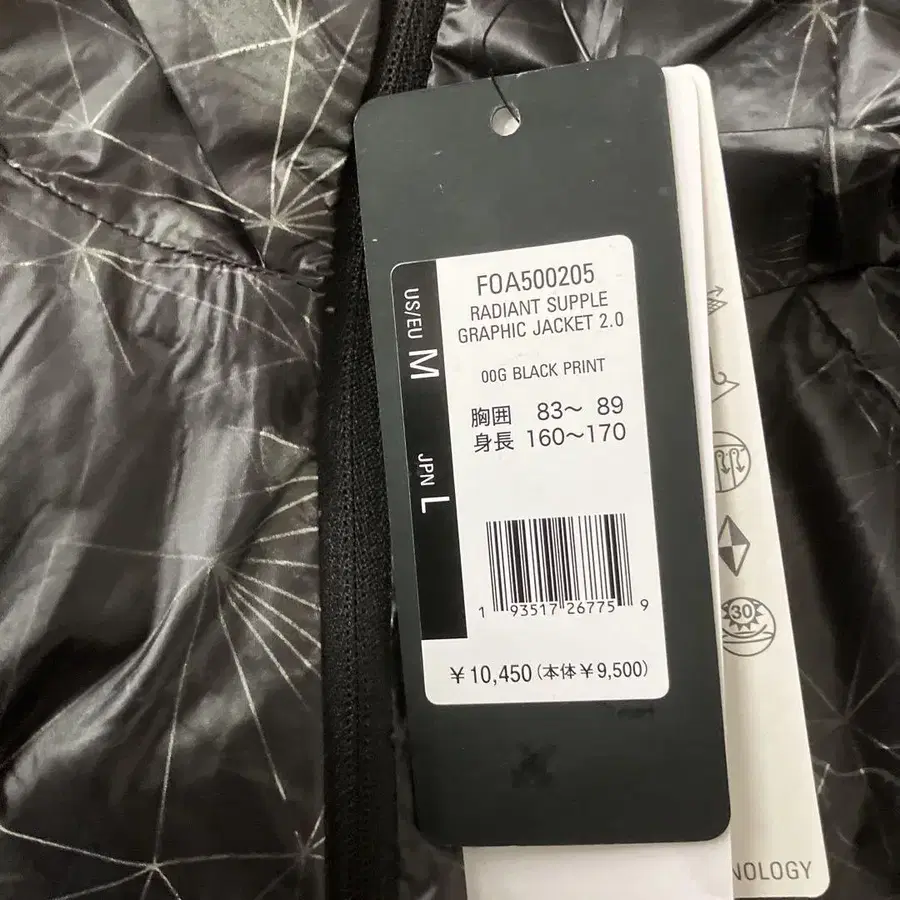 FOA500205
RADIANT SUPPLE
GRAPHIC JACKET 2.0
00G BLACK PRINT
胸囲 83〜 89
身長 160〜170
US/EU M JPN L
1 93517 26775 9
¥10,450(本体¥9,500)
30
NOLOGY